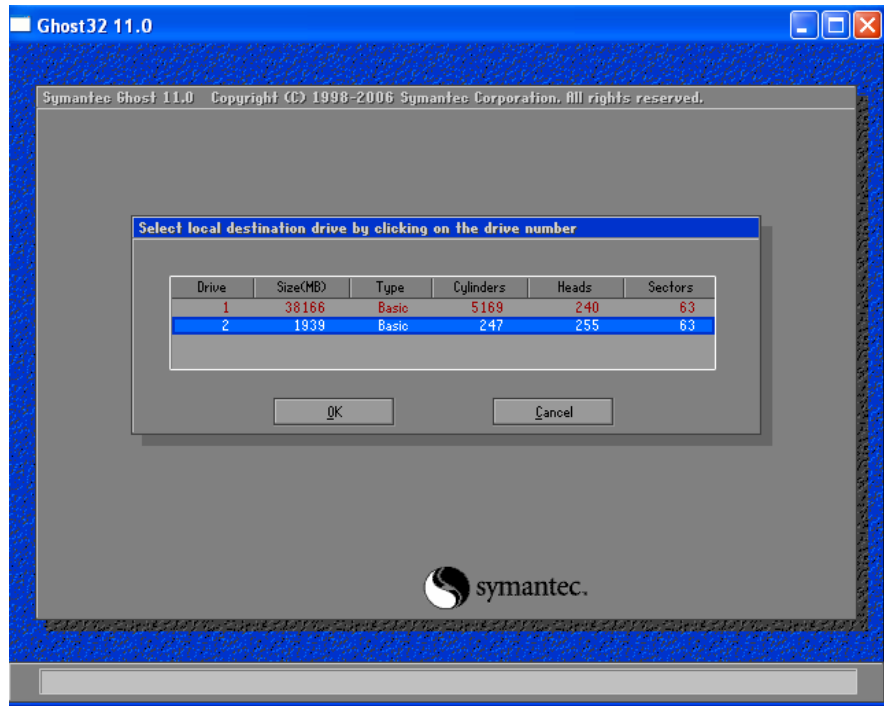 Ghost32 11.0
Symantec Ghost 11.0 Copyright (C) 1998-2006 Symantec Corporation. All rights reserved.
Select local destination drive by clicking on the drive number
Drive Size(MB) Type Cylinders Heads Sectors
1 38166 Basic 5169 240 63
2 1939 Basic 247 255 63
OK Cancel
symantec.